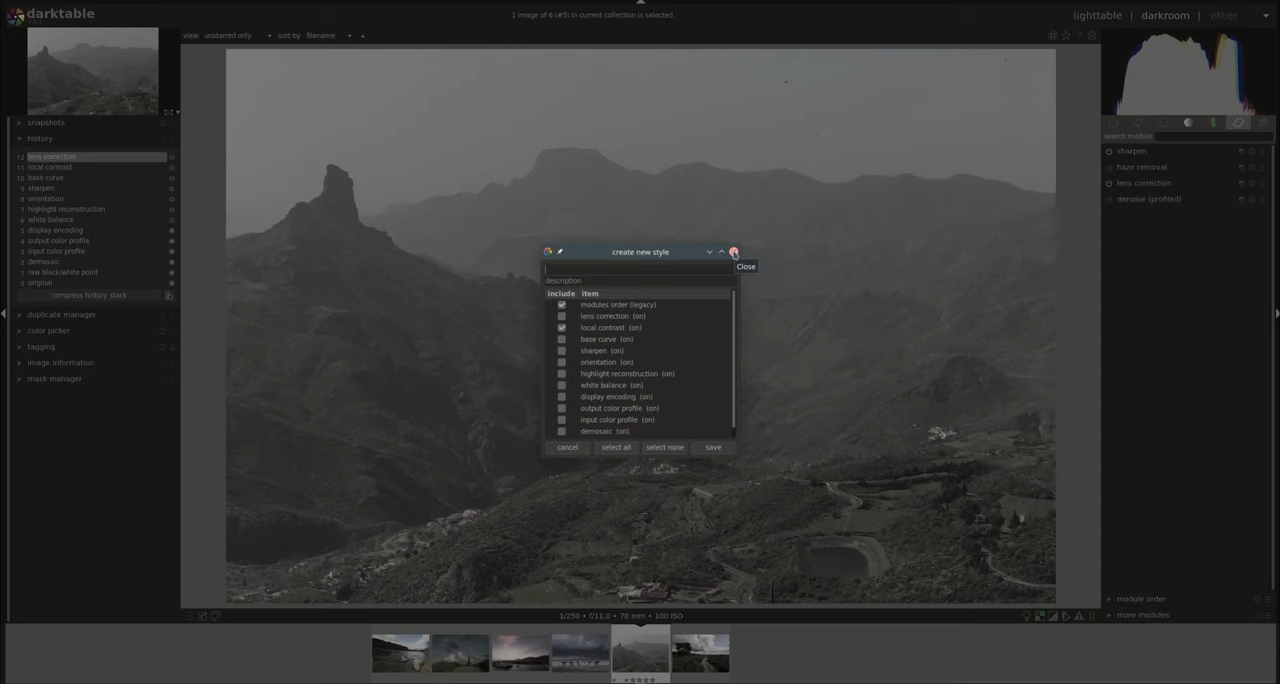 darktable
1 image of 6 (#5) in current collection is selected
lighttable | darkroom | other
view unstarred only sort by filename
snapshots
history
12 lens correction
11 local contrast
10 base curve
9 sharpen
8 orientation
7 highlight reconstruction
6 white balance
5 display encoding
4 output color profile
3 input color profile
2 demosaic
1 raw black/white point
0 original
compress history stack
duplicate manager
color picker
tagging
image information
mask manager
create new style
Close
description
include item
modules order (legacy)
lens correction (on)
local contrast (on)
base curve (on)
sharpen (on)
orientation (on)
highlight reconstruction (on)
white balance (on)
display encoding (on)
output color profile (on)
input color profile (on)
demosaic (on)
cancel select all select none save
search module
sharpen
haze removal
lens correction
denoise (profiled)
module order
more modules
1/250 • f/11.0 • 70 mm • 100 ISO